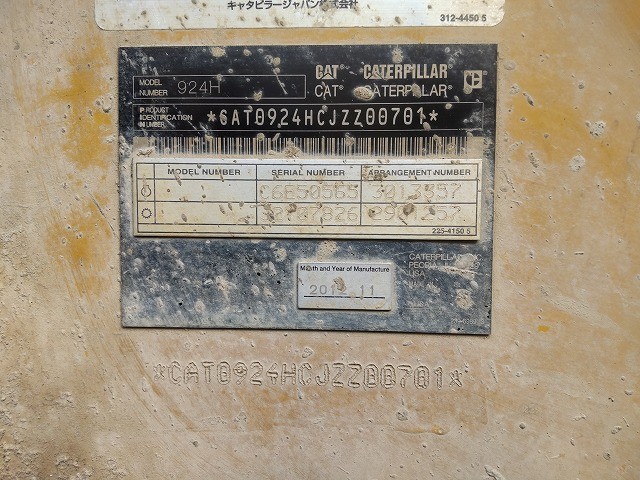 キャタピラージャパン株式会社
312-4450 5
CAT CATERPILLAR
MODEL NUMBER 924H
CAT CATERPILLAR
PRODUCT IDENTIFICATION NUMBER *CAT0924HCJZZ00701*
MODEL NUMBER SERIAL NUMBER ARRANGEMENT NUMBER
C6E50565
225-4150 5
Month and Year of Manufacture
CATERPILLAR
PEORIA
USA
*CAT0924HCJZZ00701*